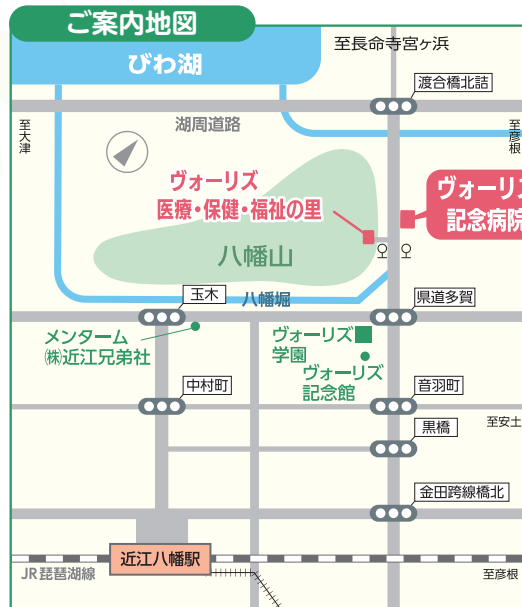 ご案内地図
びわ湖
至長命寺宮ヶ浜
渡合橋北詰
湖周道路
至大津
至彦根
ヴォーリズ
医療・保健・福祉の里
ヴォーリズ
記念病院
八幡山
玉木
八幡堀
県道多賀
メンターム
㈱近江兄弟社
ヴォーリズ
学園
ヴォーリズ
記念館
中村町
音羽町
至安土
黒橋
金田跨線橋北
近江八幡駅
JR琵琶湖線
至彦根